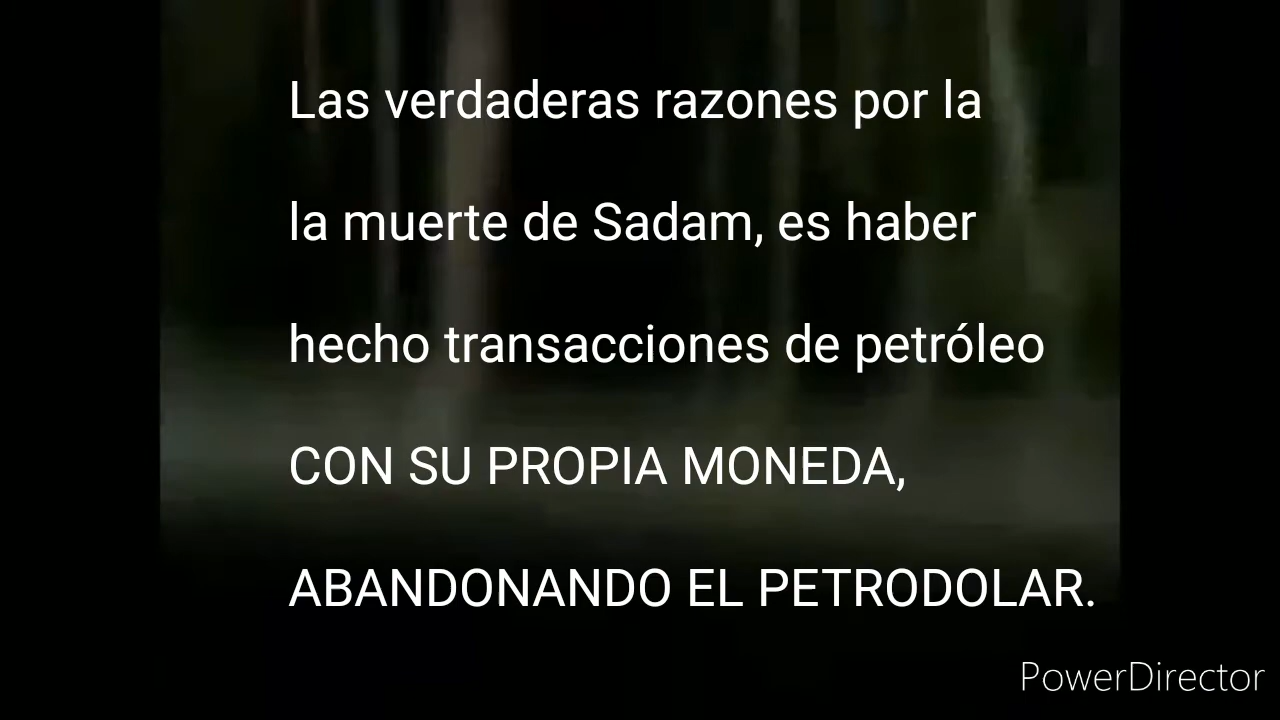 Las verdaderas razones por la
la muerte de Sadam, es haber
hecho transacciones de petróleo
CON SU PROPIA MONEDA,
ABANDONANDO EL PETRODOLAR.
PowerDirector